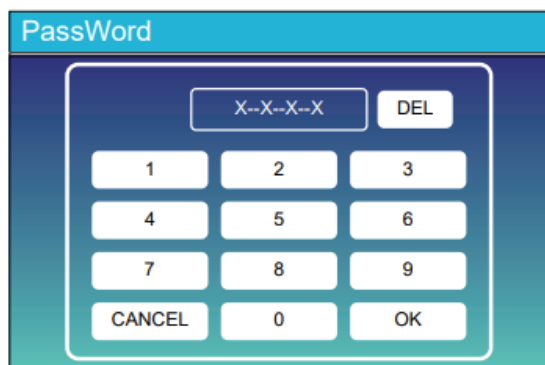 PassWord
X--X--X--X DEL
1 2 3
4 5 6
7 8 9
CANCEL 0 OK